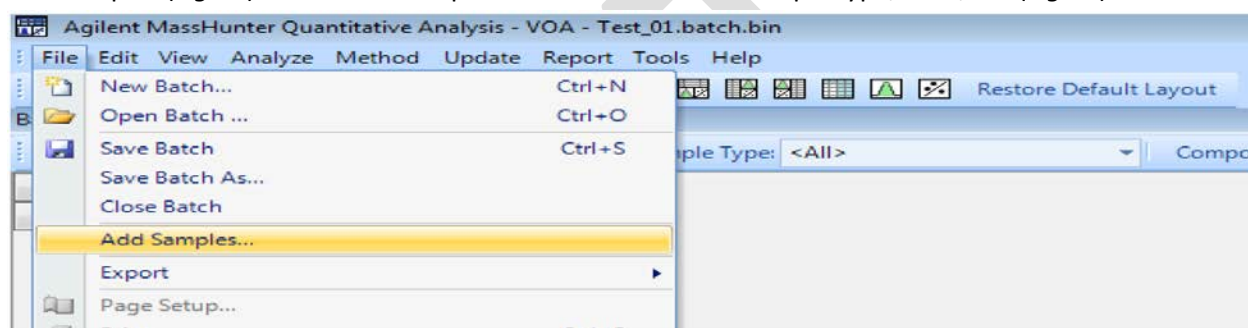 Agilent MassHunter Quantitative Analysis - VOA - Test_01.batch.bin
File Edit View Analyze Method Update Report Tools Help
New Batch... Ctrl+N Restore Default Layout
Open Batch ... Ctrl+O
Save Batch Ctrl+S ple Type: <All> Compo
Save Batch As...
Close Batch
Add Samples...
Export
Page Setup...